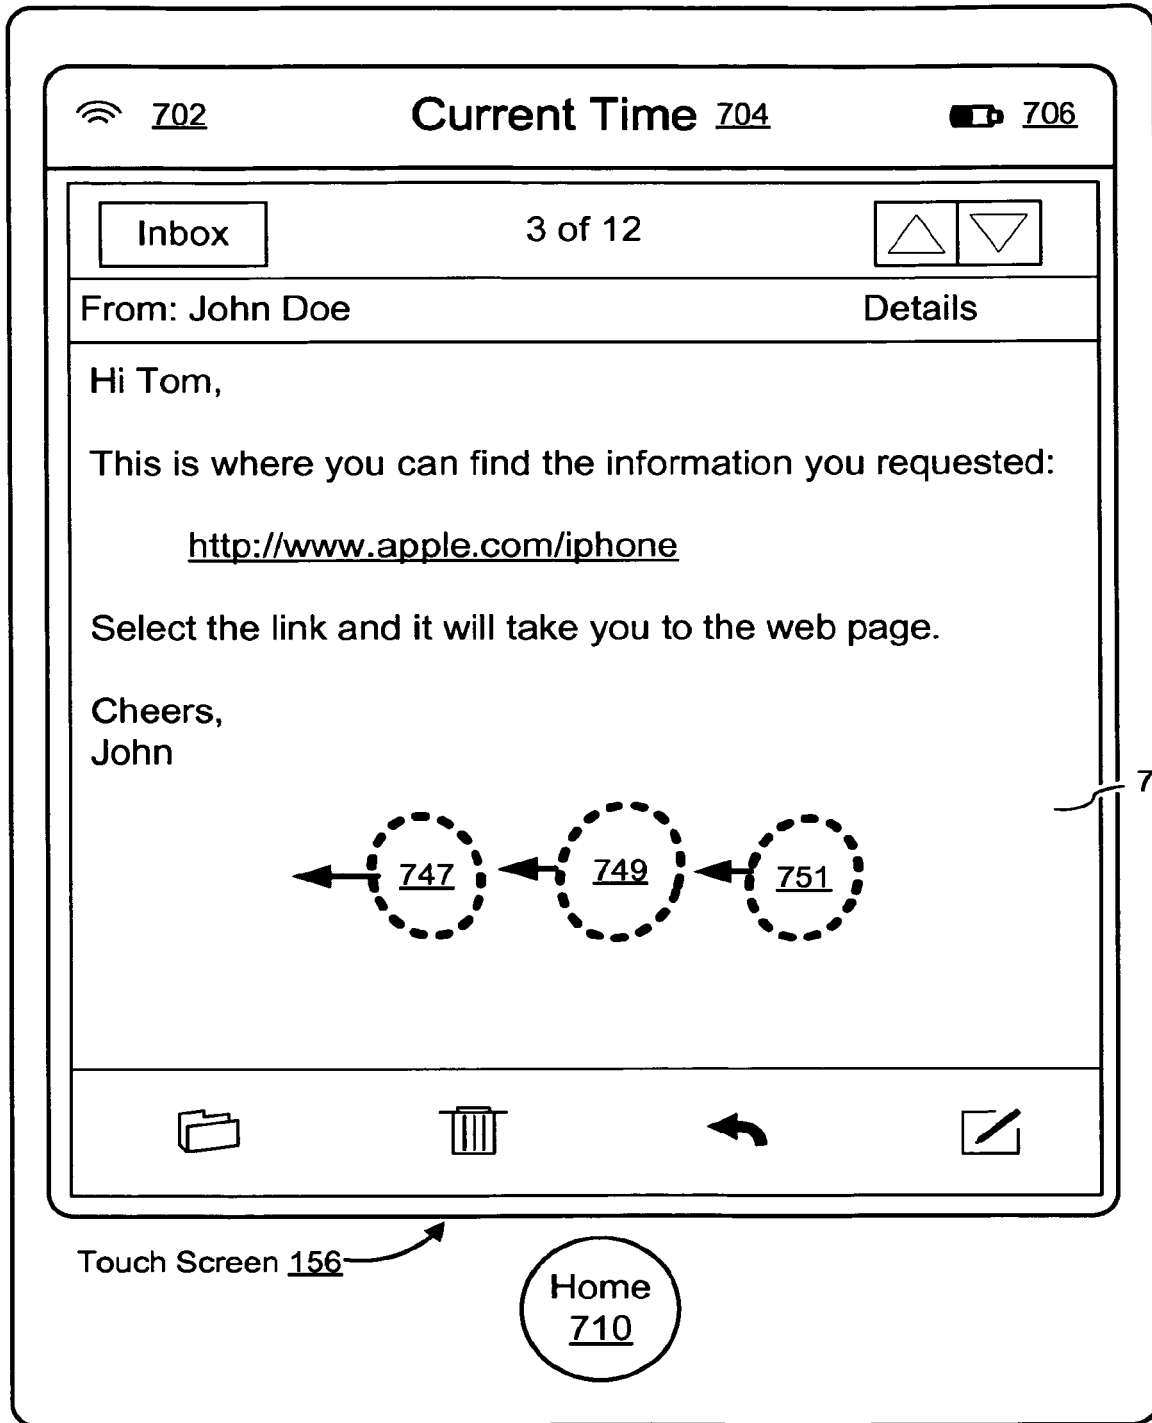 702 Current Time 704 706
Inbox 3 of 12
From: John Doe Details
Hi Tom,
This is where you can find the information you requested:
http://www.apple.com/iphone
Select the link and it will take you to the web page.
Cheers,
John
7
747 749 751
Touch Screen 156
Home
710